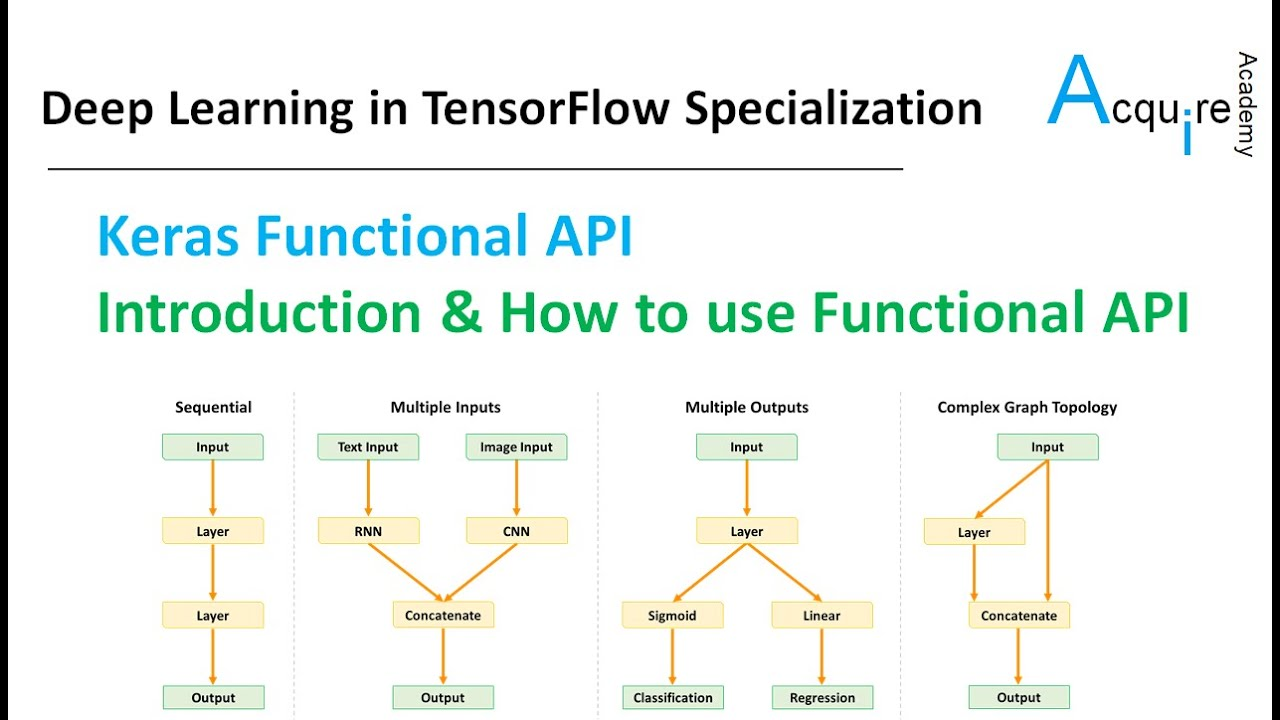 Deep Learning in TensorFlow Specialization
Acquire
Academy
Keras Functional API
Introduction & How to use Functional API
Sequential
Input
Layer
Layer
Output
Multiple Inputs
Text Input
Image Input
RNN
CNN
Concatenate
Output
Multiple Outputs
Input
Layer
Sigmoid
Linear
Classification
Regression
Complex Graph Topology
Input
Layer
Concatenate
Output